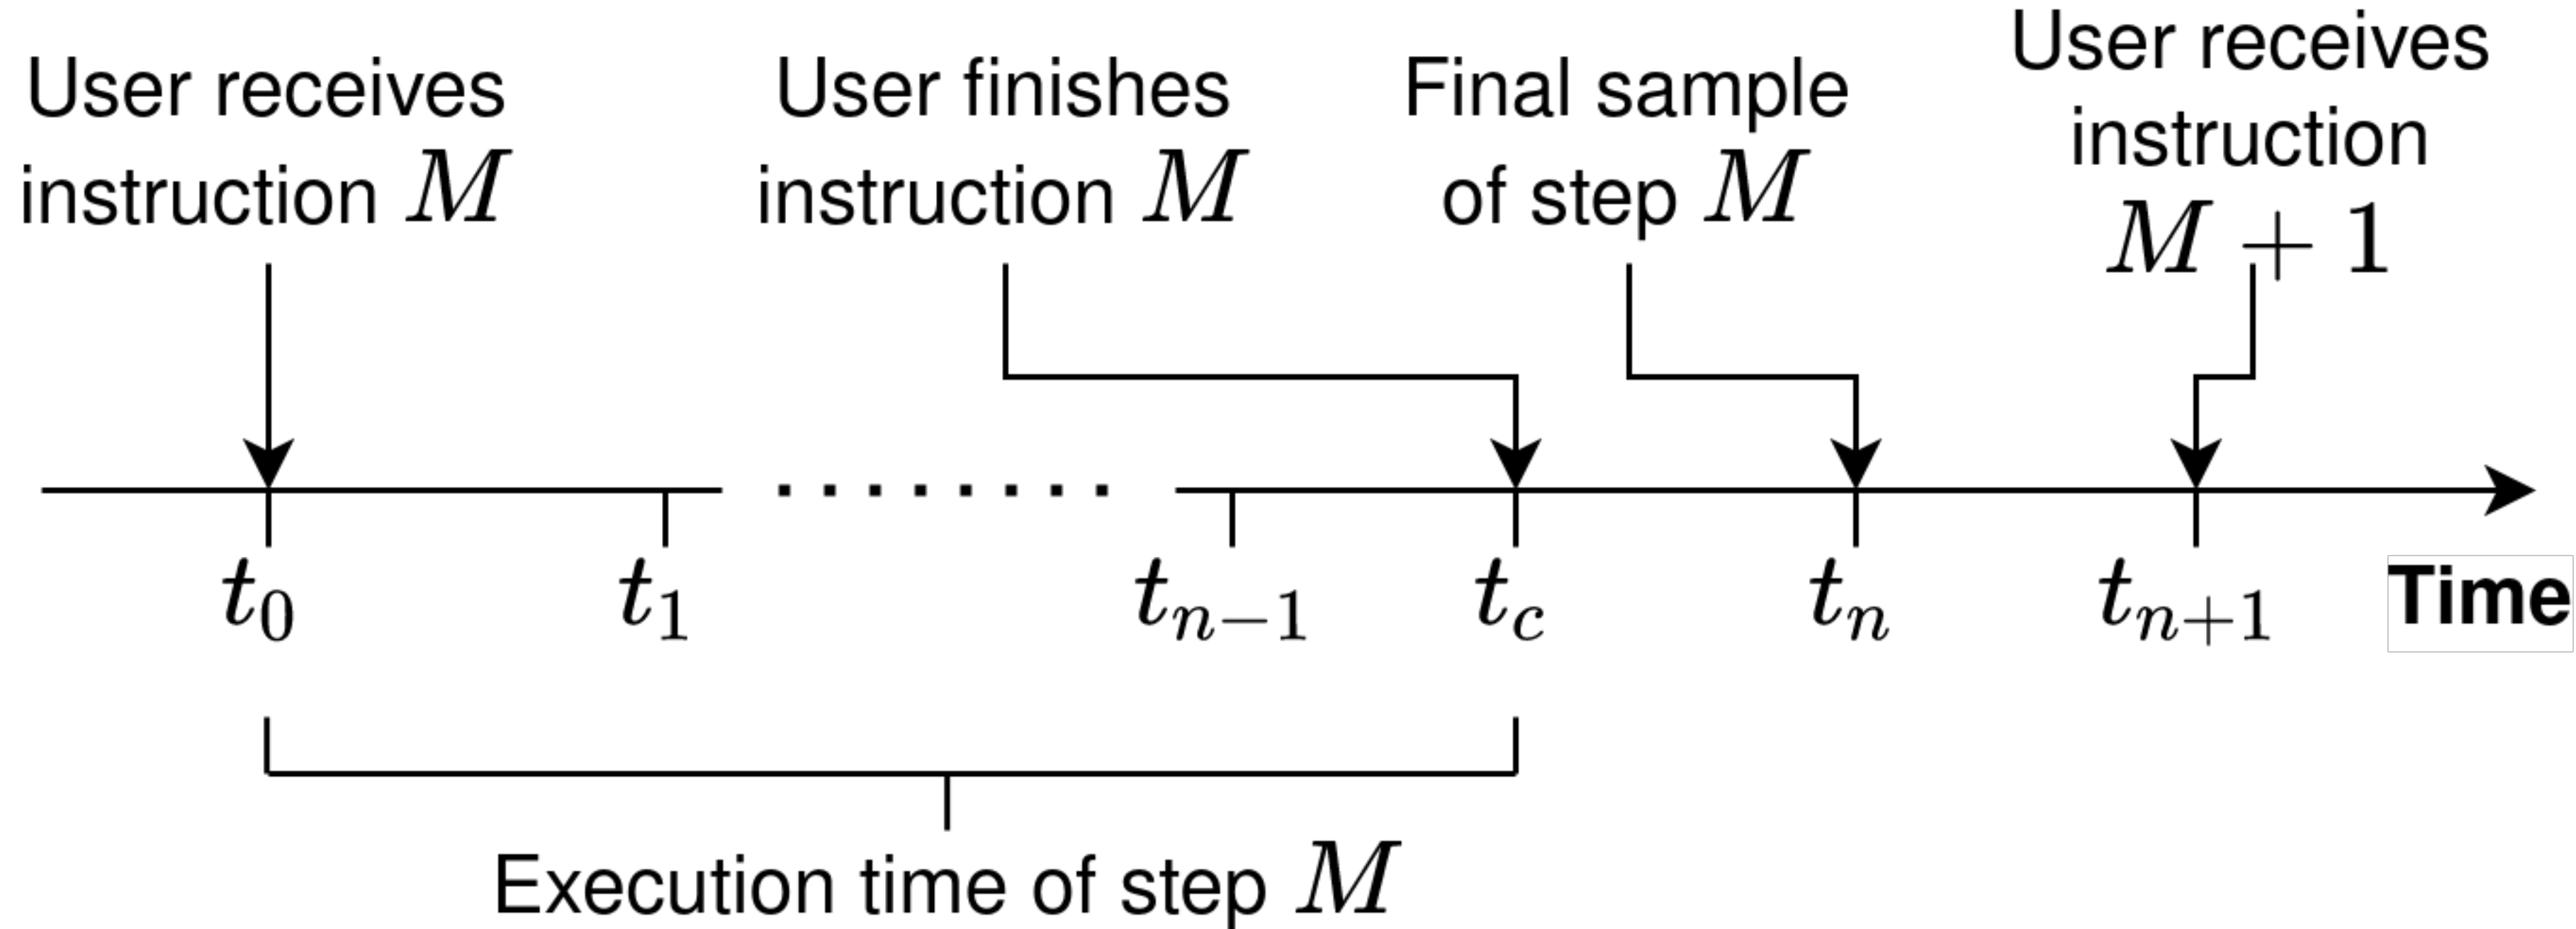 User receives
instruction M
User finishes
instruction M
Final sample
of step M
User receives
instruction
M + 1
t₀
t₁
tₙ₋₁
t_c
tₙ
tₙ₊₁
Time
Execution time of step M